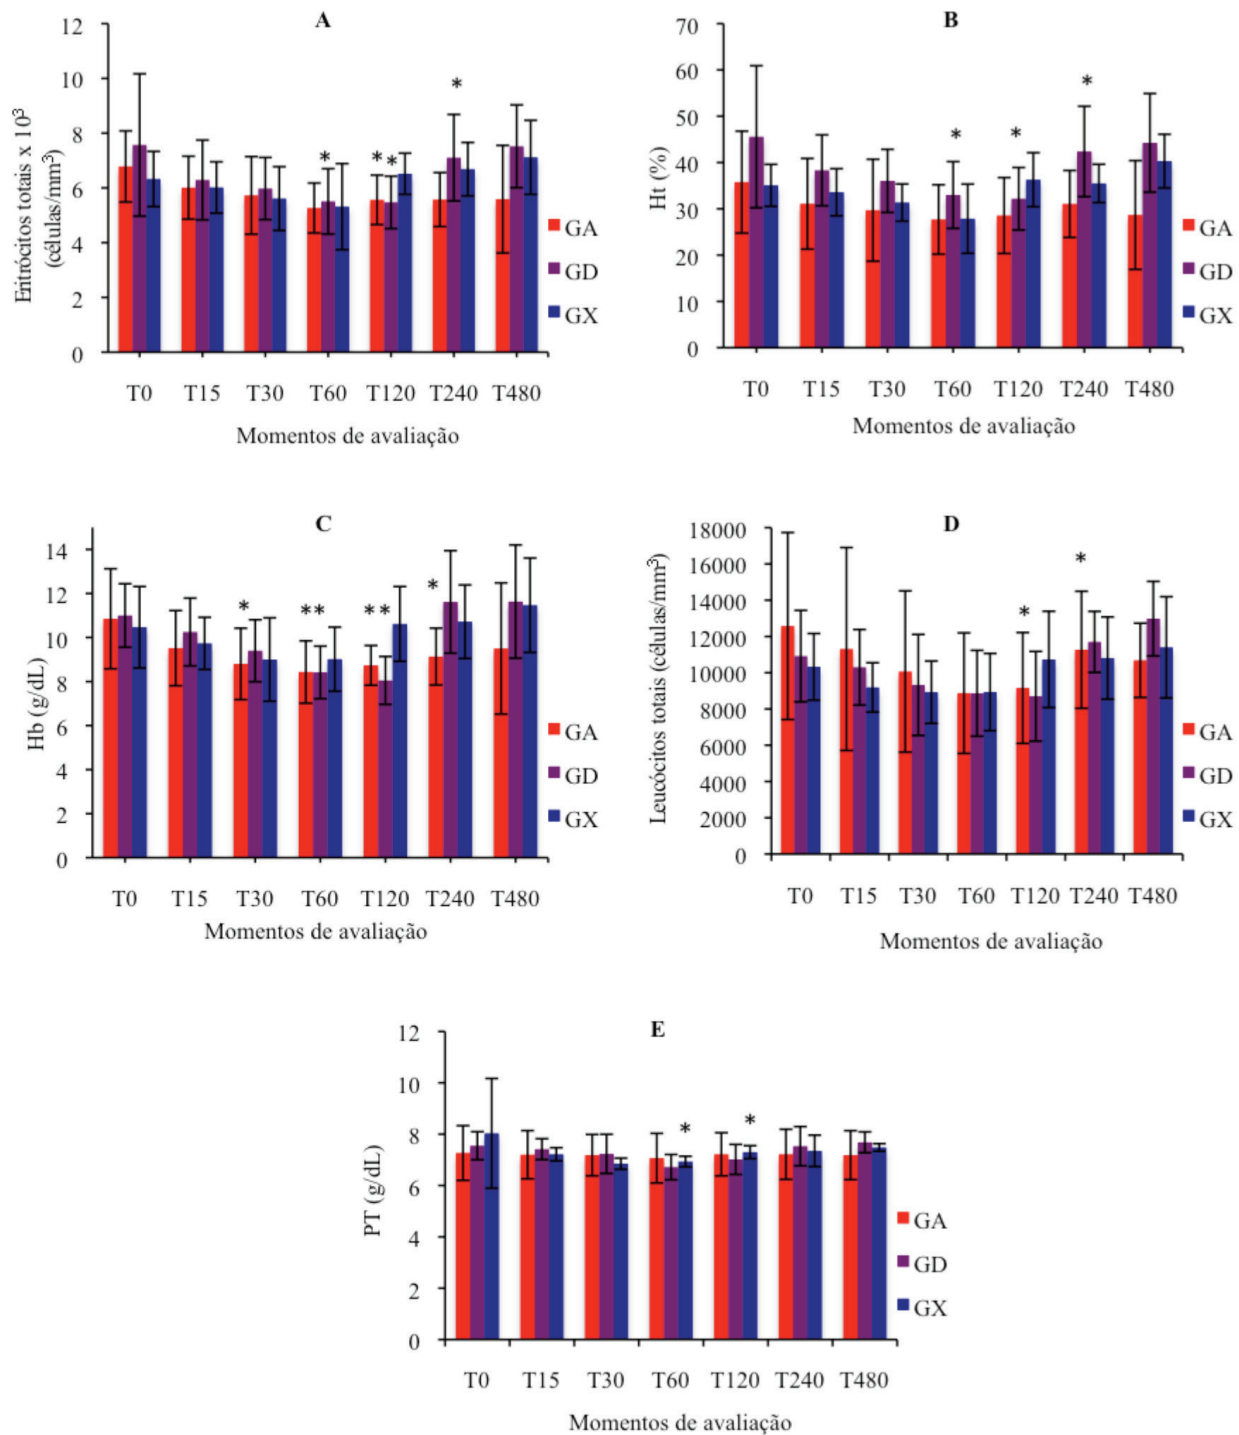 A
Eritrócitos totais x 10³
(células/mm³)
12
10
8
6
4
2
0
*
* *
*
GA
GD
GX
T0 T15 T30 T60 T120 T240 T480
Momentos de avaliação
B
Ht
(%)
70
60
50
40
30
20
10
0
*
*
*
GA
GD
GX
T0 T15 T30 T60 T120 T240 T480
Momentos de avaliação
C
Hb (g/dL)
14
12
10
8
6
4
2
0
*
**
**
*
GA
GD
GX
T0 T15 T30 T60 T120 T240 T480
Momentos de avaliação
D
Leucócitos totais (células/mm³)
18000
16000
14000
12000
10000
8000
6000
4000
2000
0
*
*
GA
GD
GX
T0 T15 T30 T60 T120 T240 T480
Momentos de avaliação
E
PT (g/dL)
12
10
8
6
4
2
0
*
*
GA
GD
GX
T0 T15 T30 T60 T120 T240 T480
Momentos de avaliação